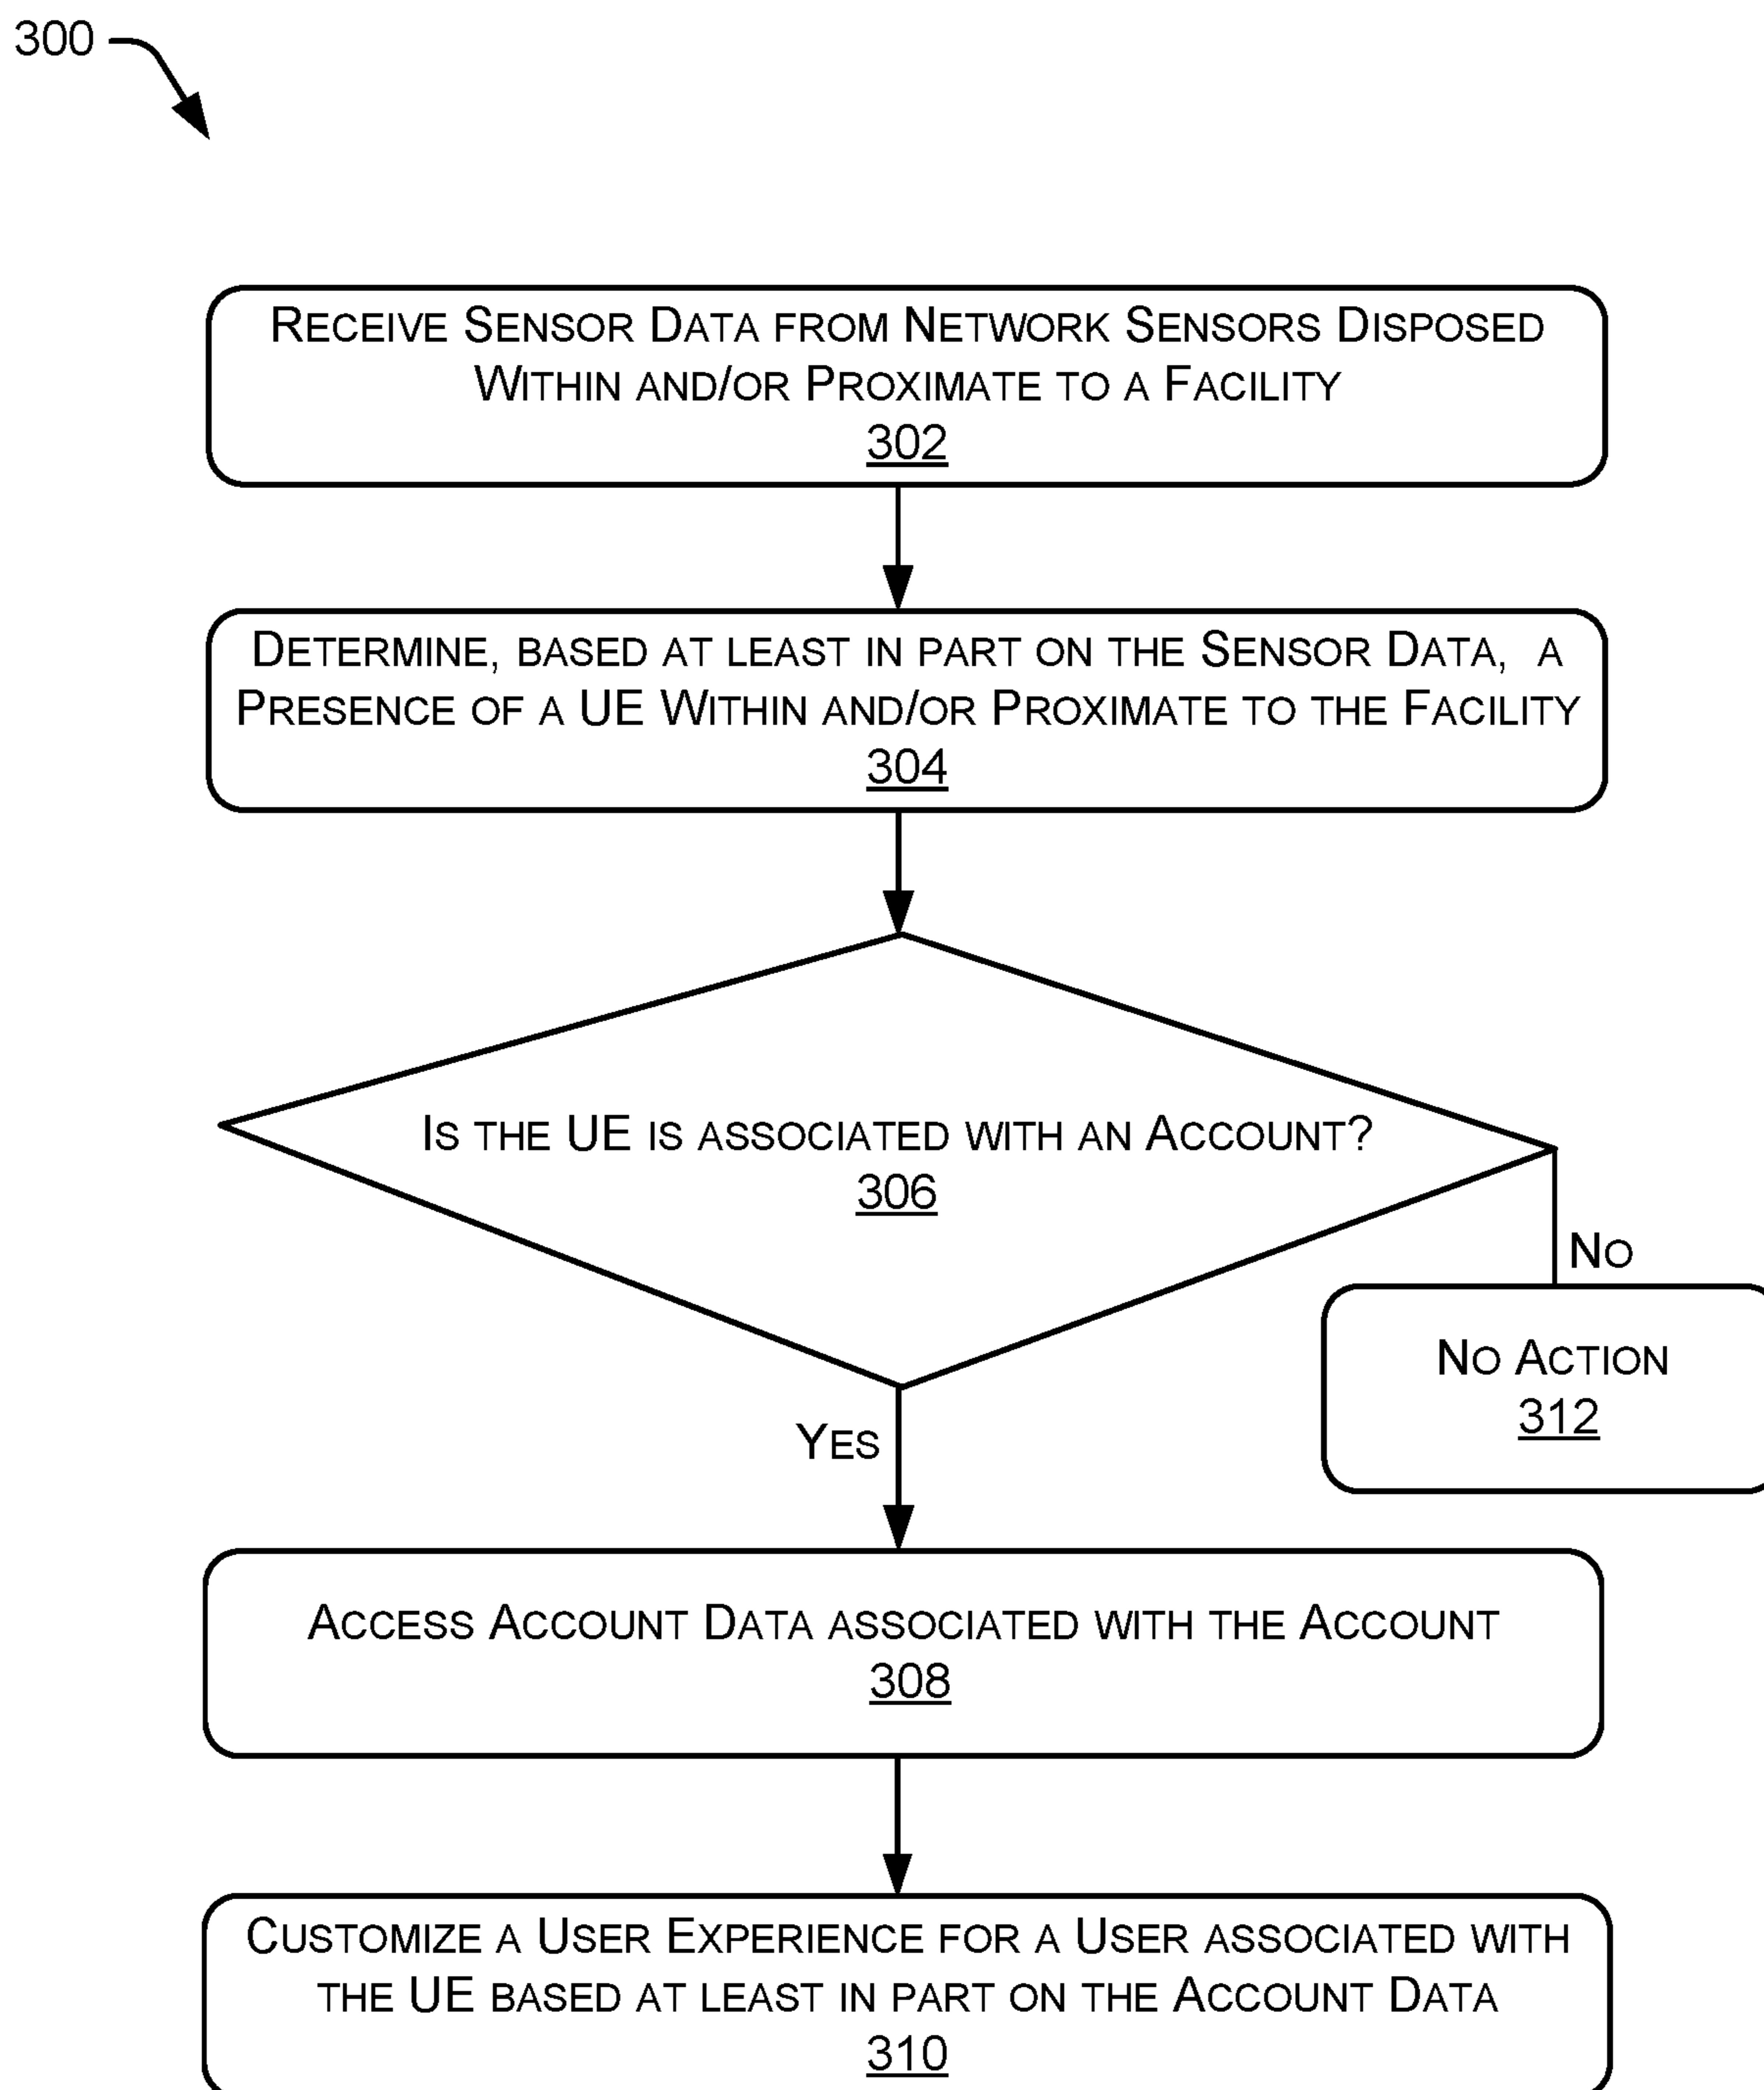 300
Receive Sensor Data from Network Sensors Disposed
Within and/or Proximate to a Facility
302
Determine, based at least in part on the Sensor Data, a
Presence of a UE Within and/or Proximate to the Facility
304
Is the UE is associated with an Account?
306
No
No Action
312
Yes
Access Account Data associated with the Account
308
Customize a User Experience for a User associated with
the UE based at least in part on the Account Data
310